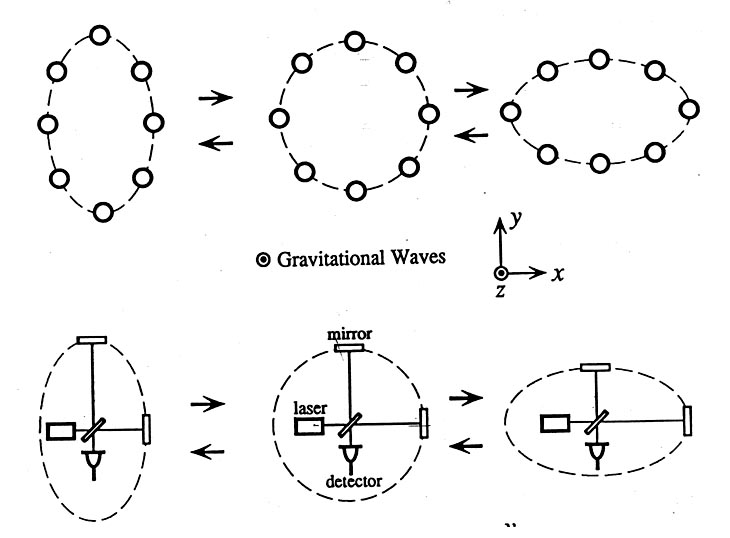 Gravitational Waves
y
x
z
mirror
laser
detector